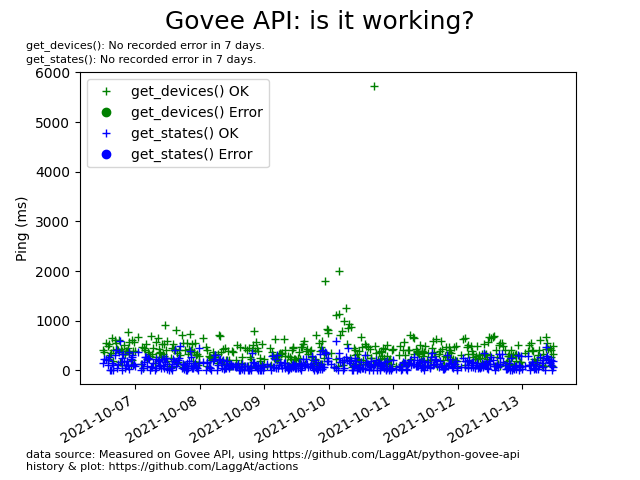 Govee API: is it working?
get_devices(): No recorded error in 7 days.
get_states(): No recorded error in 7 days.
get_devices() OK
get_devices() Error
get_states() OK
get_states() Error
Ping (ms)
6000
5000
4000
3000
2000
1000
0
2021-10-07
2021-10-08
2021-10-09
2021-10-10
2021-10-11
2021-10-12
2021-10-13
data source: Measured on Govee API, using https://github.com/LaggAt/python-govee-api
history & plot: https://github.com/LaggAt/actions